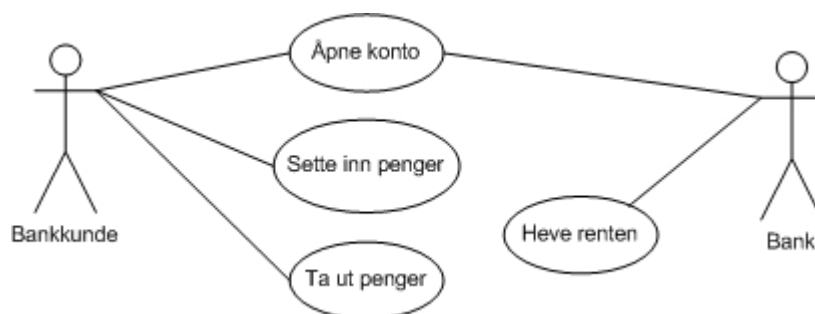 Åpne konto
Sette inn penger
Bankkunde
Heve renten
Bank
Ta ut penger